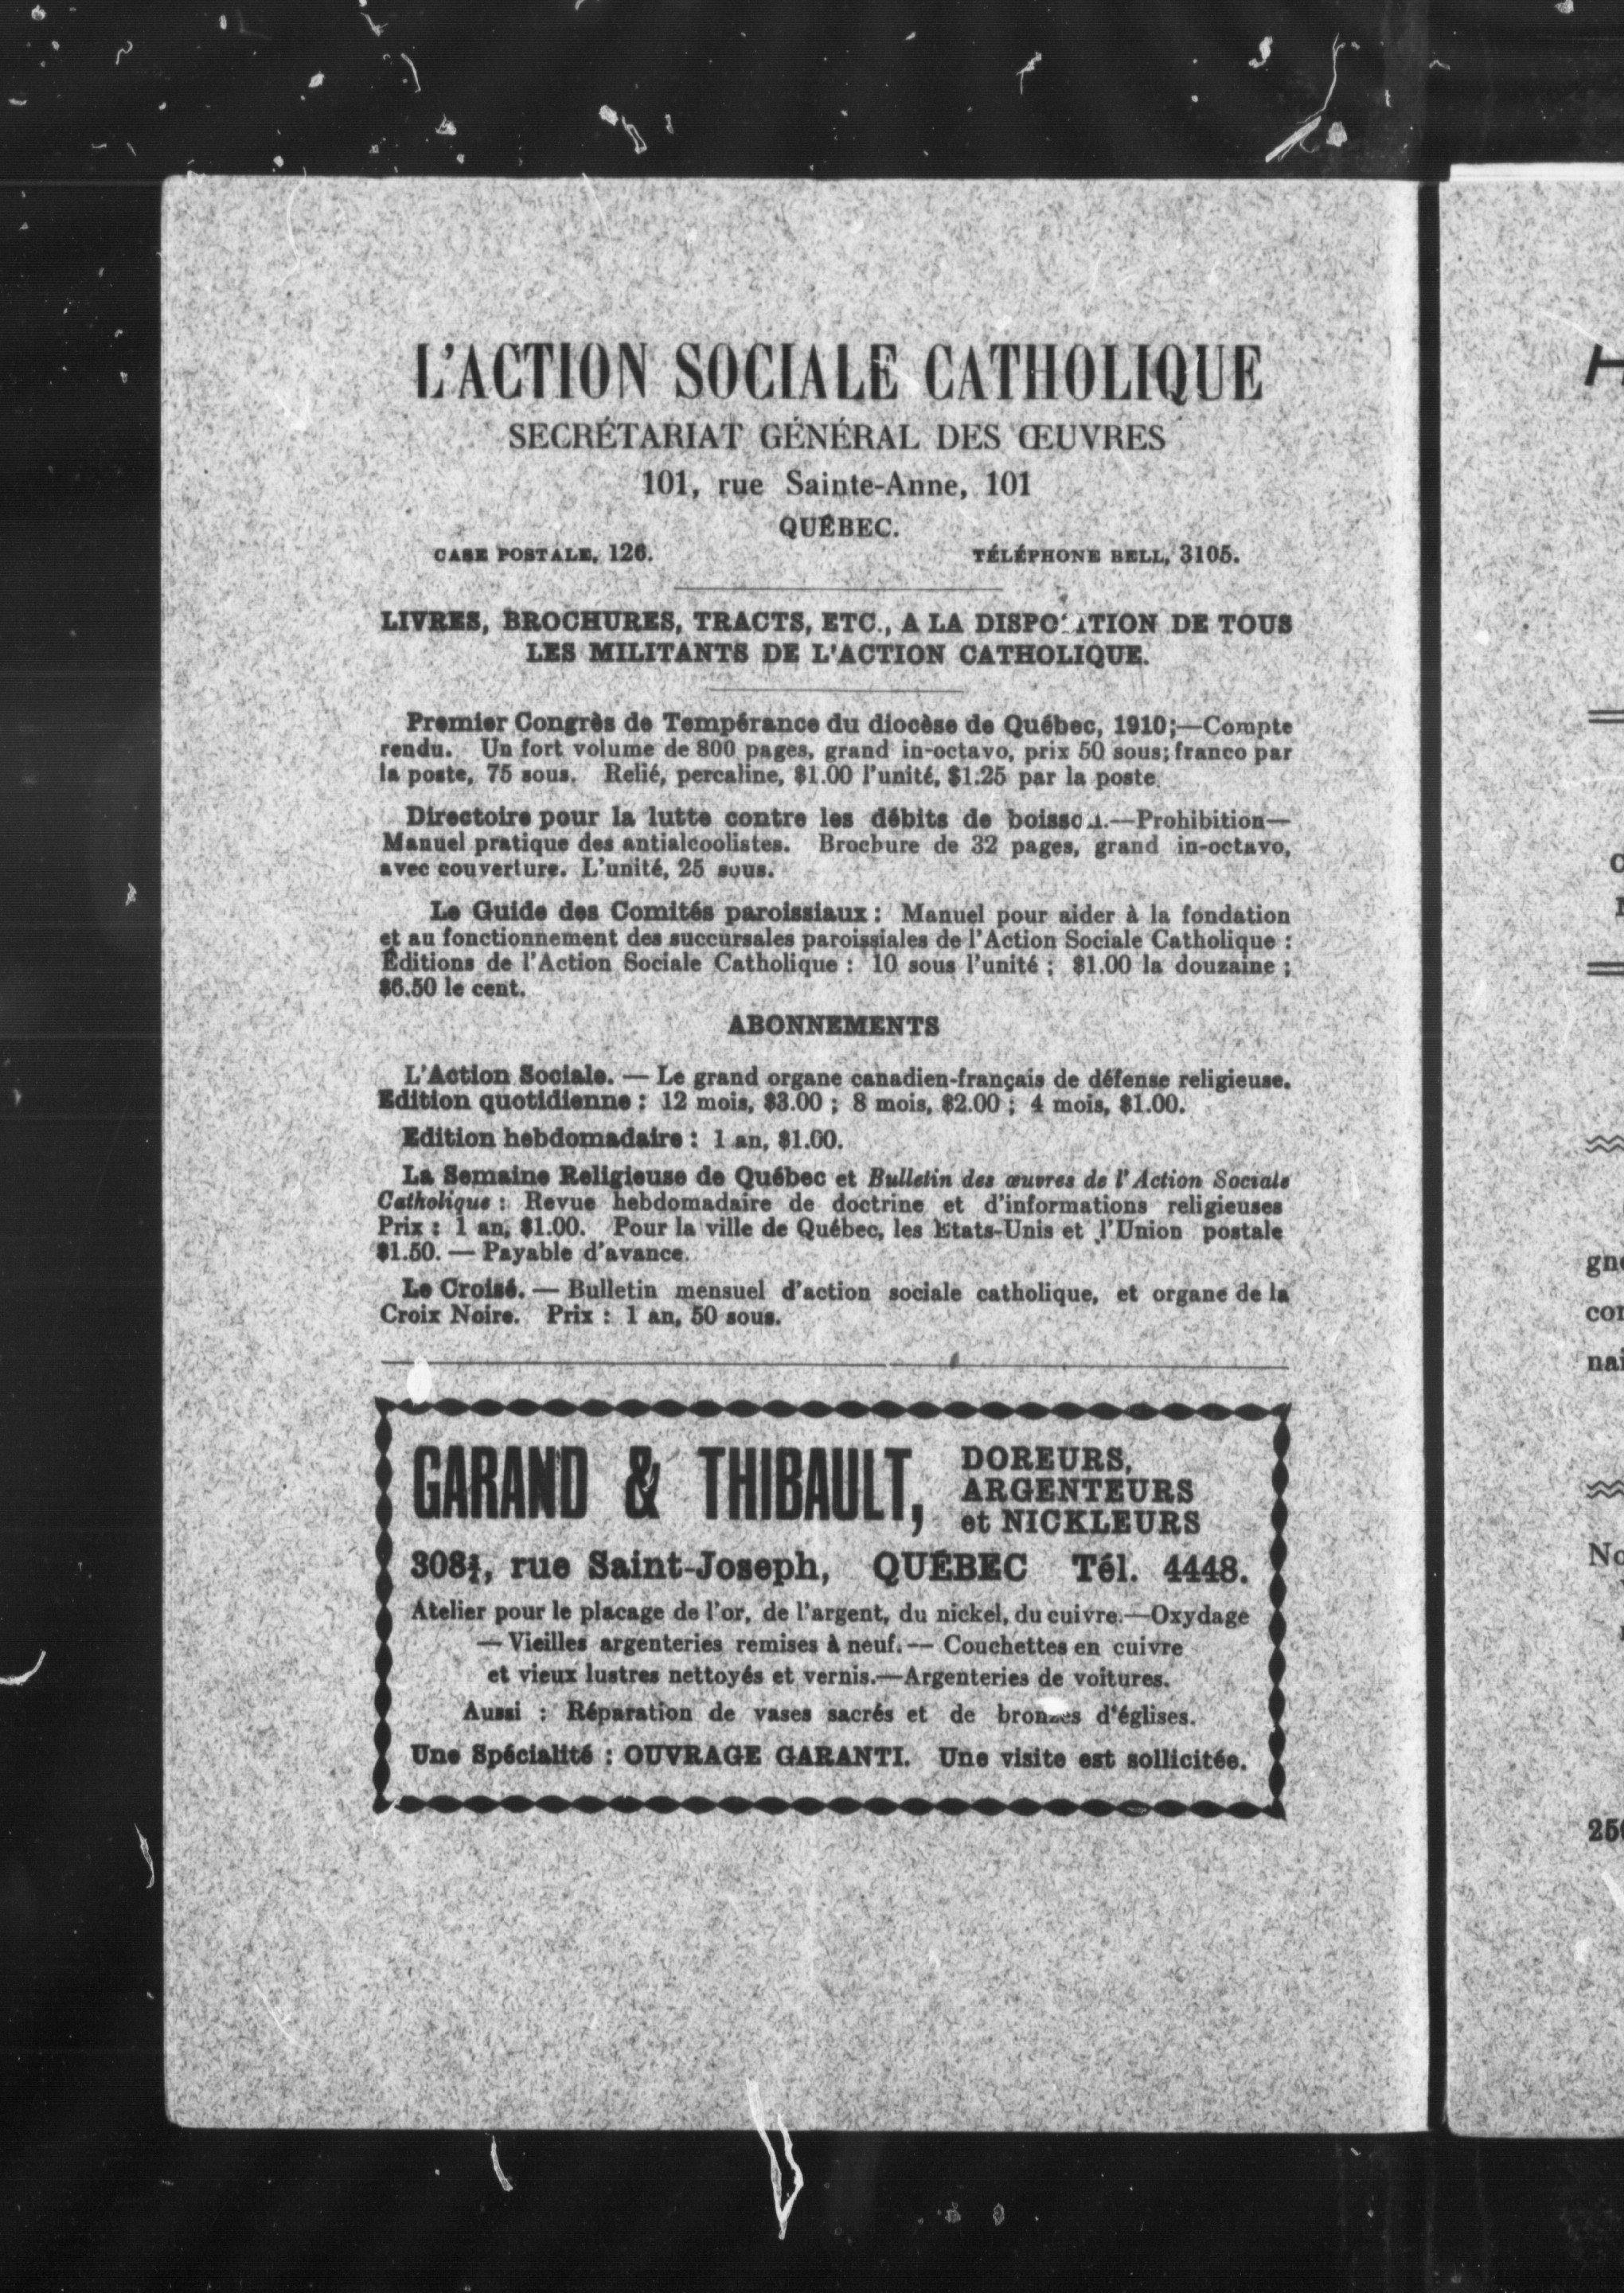 L'ACTION SOCIALE CATHOLIQUE
SECRÉTARIAT GÉNÉRAL DES ŒUVRES
101, rue Sainte-Anne, 101
QUÉBEC.
CASE POSTALE, 126. TÉLÉPHONE BELL, 3105.
LIVRES, BROCHURES, TRACTS, ETC., A LA DISPOSITION DE TOUS
LES MILITANTS DE L'ACTION CATHOLIQUE.
Premier Congrès de Tempérance du diocèse de Québec, 1910;—Compte
rendu. Un fort volume de 800 pages, grand in-octavo, prix 50 sous; franco par
la poste, 75 sous. Relié, percaline, $1.00 l'unité, $1.25 par la poste.
Directoire pour la lutte contre les débits de boisson.—Prohibition—
Manuel pratique des antialcoolistes. Brochure de 32 pages, grand in-octavo,
avec couverture. L'unité, 25 sous.
Le Guide des Comités paroissiaux : Manuel pour aider à la fondation
et au fonctionnement des succursales paroissiales de l'Action Sociale Catholique :
Éditions de l'Action Sociale Catholique : 10 sous l'unité ; $1.00 la douzaine ;
$6.50 le cent.
ABONNEMENTS
L'Action Sociale. — Le grand organe canadien-français de défense religieuse.
Edition quotidienne : 12 mois, $3.00 ; 8 mois, $2.00 ; 4 mois, $1.00.
Edition hebdomadaire : 1 an, $1.00.
La Semaine Religieuse de Québec et Bulletin des œuvres de l'Action Sociale
Catholique : Revue hebdomadaire de doctrine et d'informations religieuses
Prix : 1 an, $1.00. Pour la ville de Québec, les Etats-Unis et l'Union postale
$1.50. — Payable d'avance.
Le Croisé. — Bulletin mensuel d'action sociale catholique, et organe de la
Croix Noire. Prix : 1 an, 50 sous.
GARAND & THIBAULT, DOREURS,
ARGENTEURS
et NICKLEURS
308½, rue Saint-Joseph, QUÉBEC Tél. 4448.
Atelier pour le placage de l'or, de l'argent, du nickel, du cuivre.—Oxydage
— Vieilles argenteries remises à neuf. — Couchettes en cuivre
et vieux lustres nettoyés et vernis.—Argenteries de voitures.
Aussi : Réparation de vases sacrés et de bronzes d'églises.
Une Spécialité : OUVRAGE GARANTI. Une visite est sollicitée.